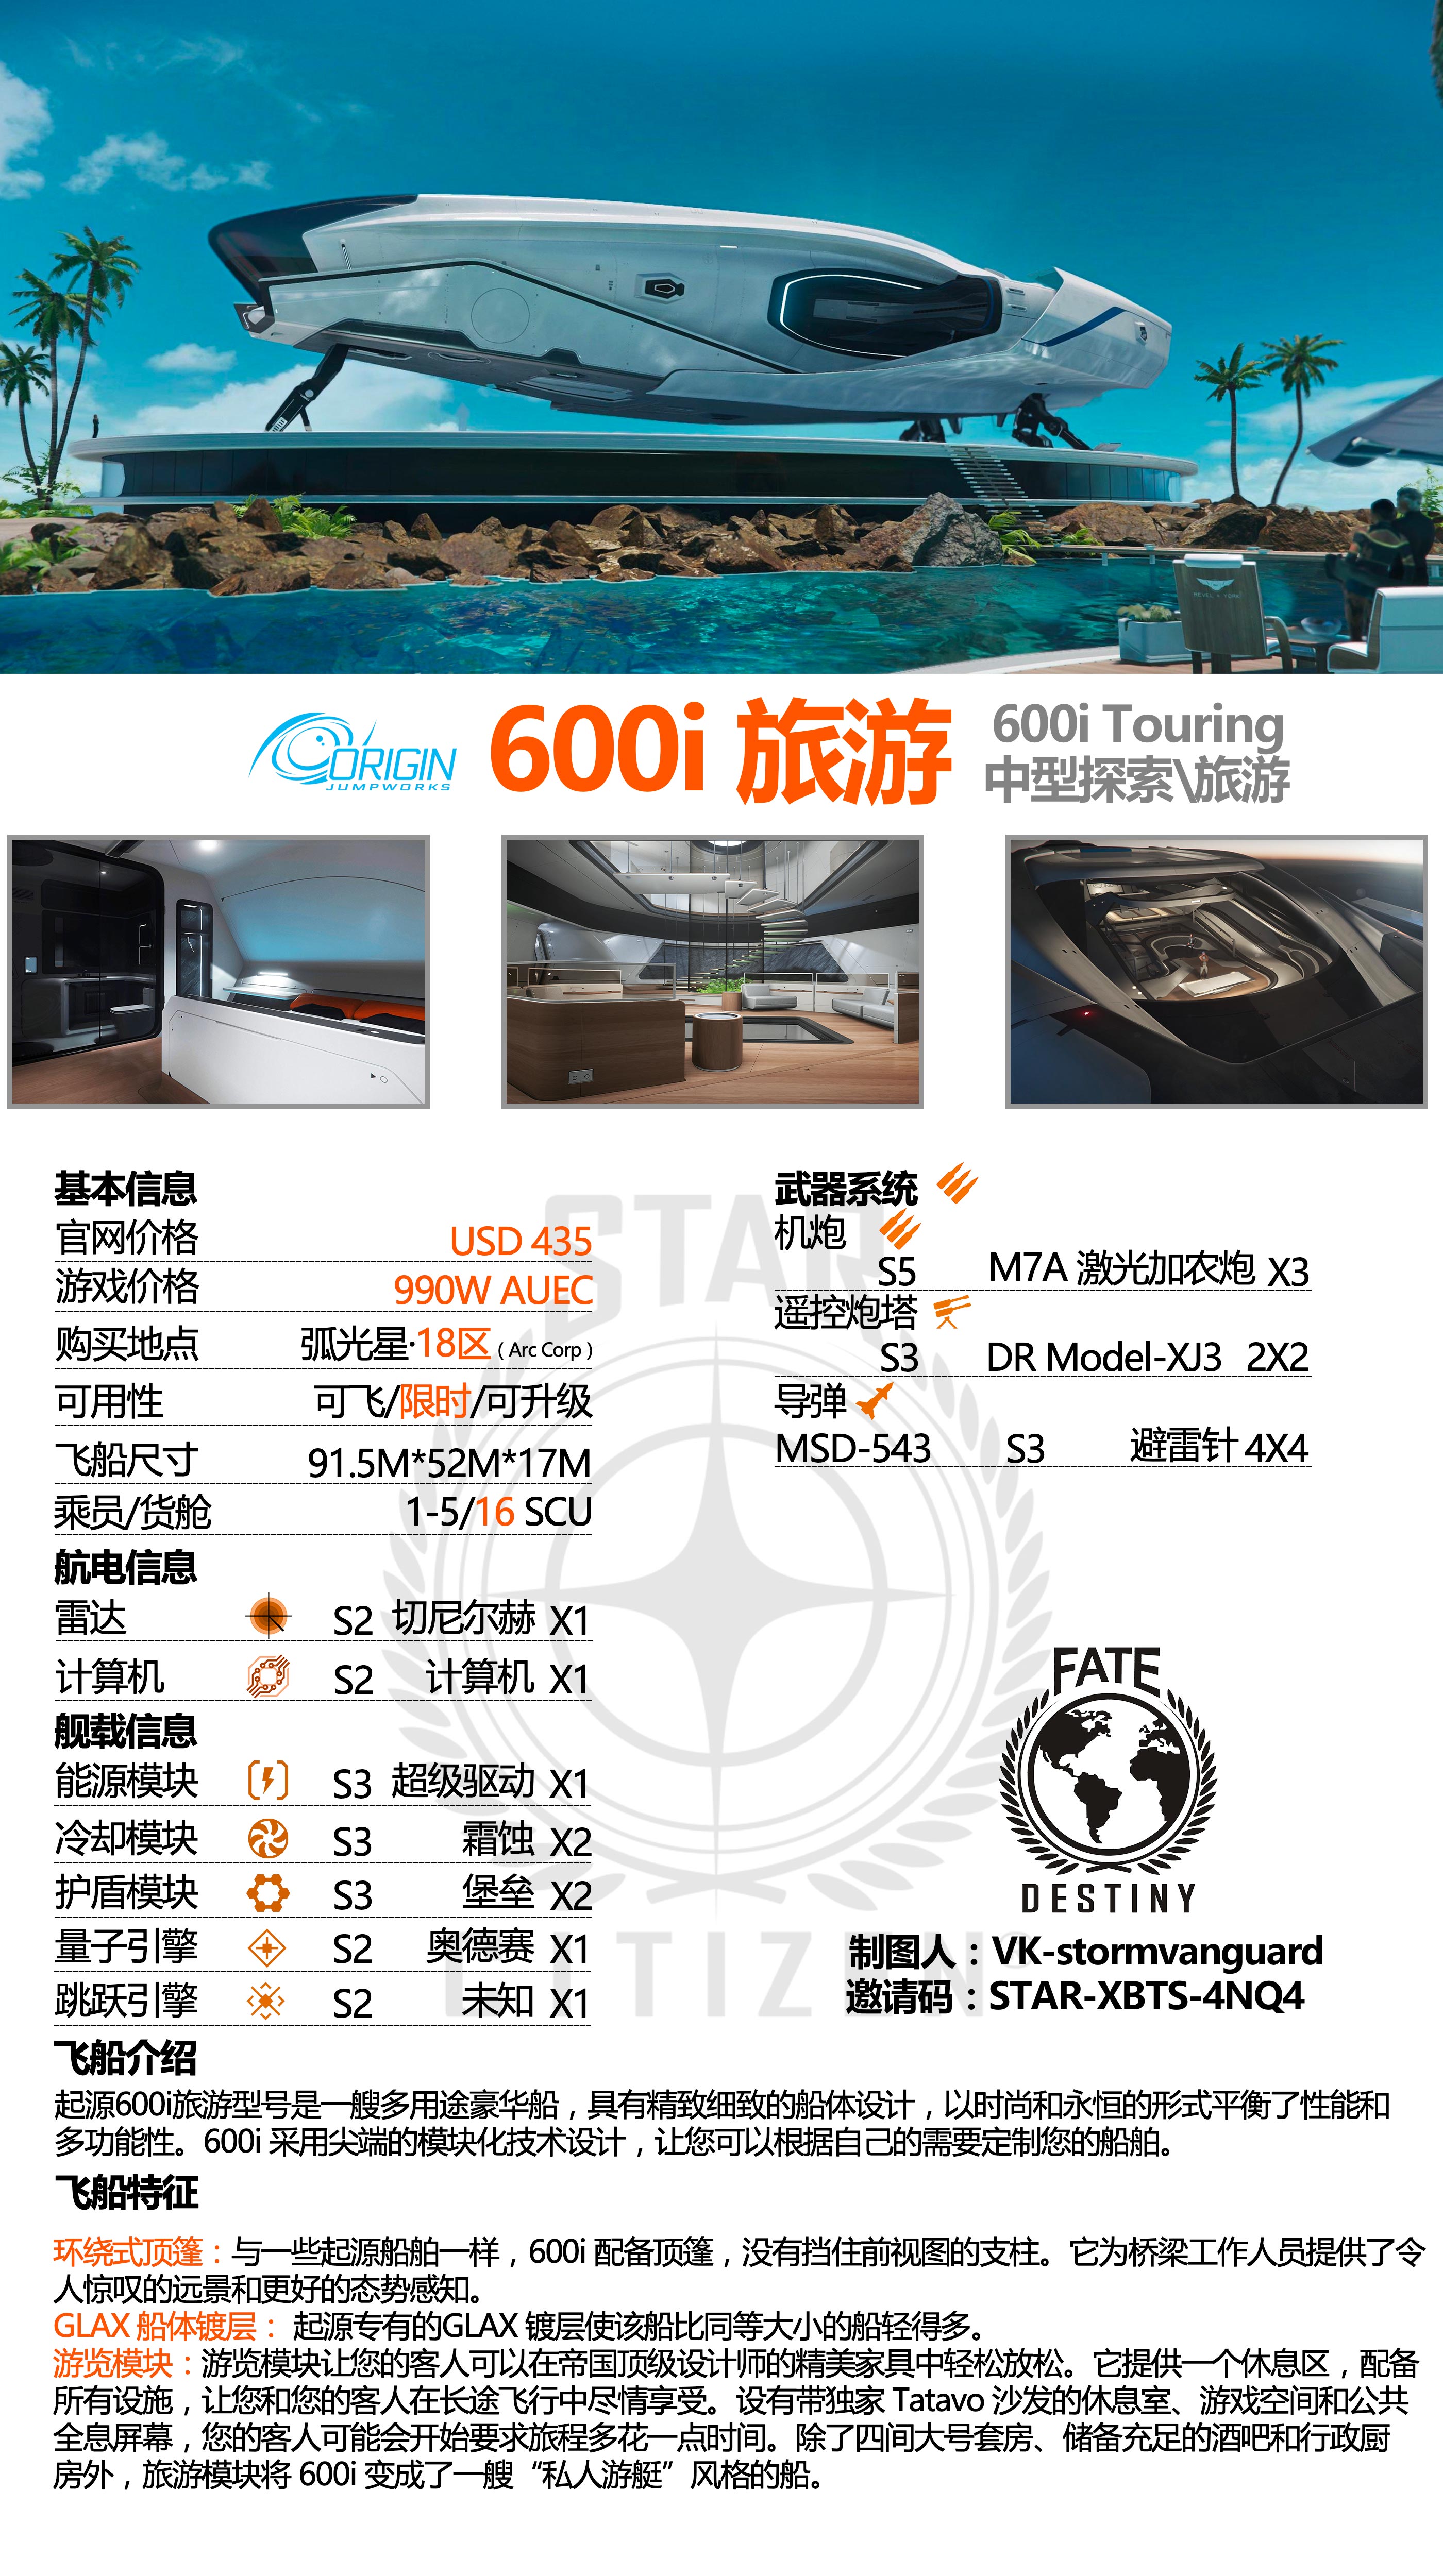 REVEL & YORK
ORIGIN
JUMPWORKS
600i 旅游
600i Touring
中型探索\旅游
STAR
CITIZEN®
基本信息
官网价格 USD 435
游戏价格 990W AUEC
购买地点 弧光星·18区 ( Arc Corp )
可用性 可飞/限时/可升级
飞船尺寸 91.5M*52M*17M
乘员/货舱 1-5/16 SCU
航电信息
雷达 S2 切尼尔赫 X1
计算机 S2 计算机 X1
舰载信息
能源模块 S3 超级驱动 X1
冷却模块 S3 霜蚀 X2
护盾模块 S3 堡垒 X2
量子引擎 S2 奥德赛 X1
跳跃引擎 S2 未知 X1
武器系统
机炮
S5 M7A 激光加农炮 X3
遥控炮塔
S3 DR Model-XJ3 2X2
导弹
MSD-543 S3 避雷针 4X4
FATE
DESTINY
制图人：VK-stormvanguard
邀请码：STAR-XBTS-4NQ4
飞船介绍
起源600i旅游型号是一艘多用途豪华船，具有精致细致的船体设计，以时尚和永恒的形式平衡了性能和
多功能性。600i 采用尖端的模块化技术设计，让您可以根据自己的需要定制您的船舶。
飞船特征
环绕式顶篷：与一些起源船舶一样，600i 配备顶篷，没有挡住前视图的支柱。它为桥梁工作人员提供了令
人惊叹的远景和更好的态势感知。
GLAX 船体镀层： 起源专有的GLAX 镀层使该船比同等大小的船轻得多。
游览模块：游览模块让您的客人可以在帝国顶级设计师的精美家具中轻松放松。它提供一个休息区，配备
所有设施，让您和您的客人在长途飞行中尽情享受。设有带独家 Tatavo 沙发的休息室、游戏空间和公共
全息屏幕，您的客人可能会开始要求旅程多花一点时间。除了四间大号套房、储备充足的酒吧和行政厨
房外，旅游模块将 600i 变成了一艘“私人游艇”风格的船。